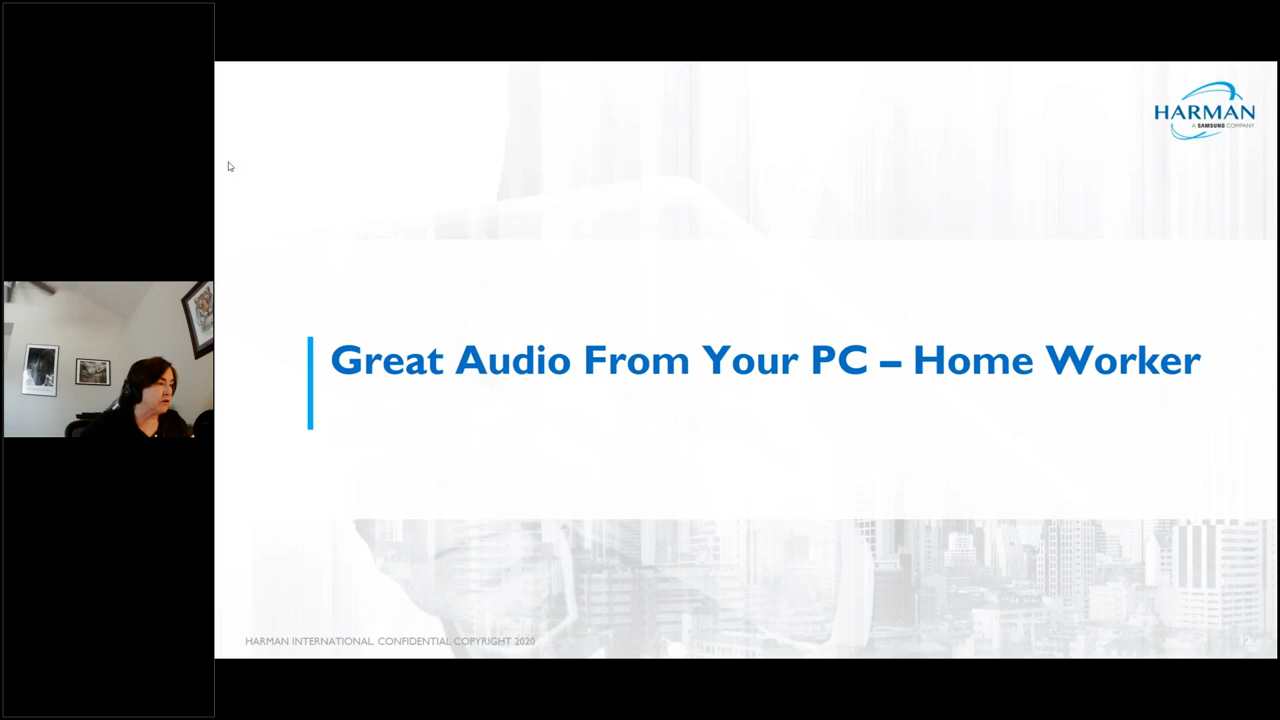 HARMAN
A SAMSUNG COMPANY
Great Audio From Your PC – Home Worker
HARMAN INTERNATIONAL. CONFIDENTIAL COPYRIGHT 2020